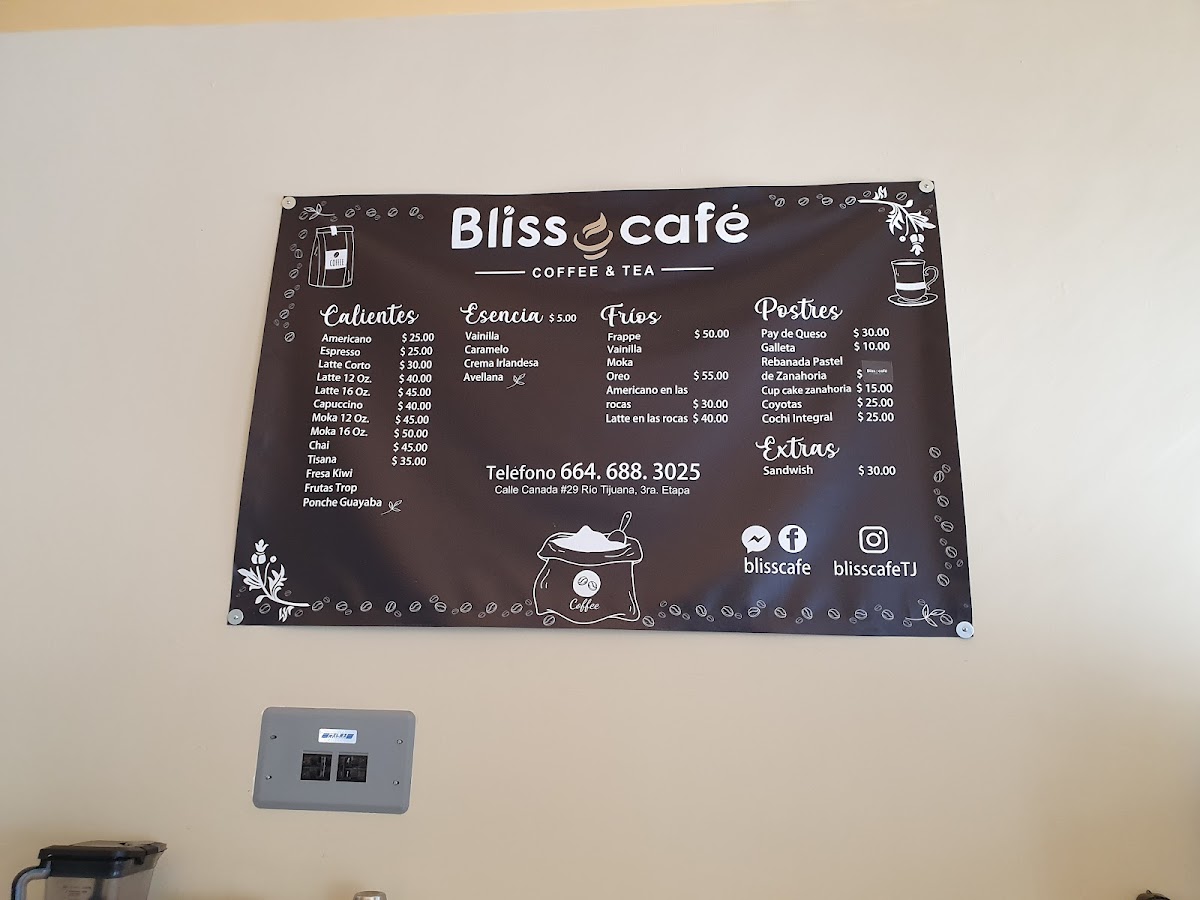 Bliss café
COFFEE & TEA
COFFEE
Calientes
Americano $ 25.00
Espresso $ 25.00
Latte Corto $ 30.00
Latte 12 Oz. $ 40.00
Latte 16 Oz. $ 45.00
Capuccino $ 40.00
Moka 12 Oz. $ 45.00
Moka 16 Oz. $ 50.00
Chai $ 45.00
Tisana $ 35.00
Fresa Kiwi
Frutas Trop
Ponche Guayaba
Esencia $ 5.00
Vainilla
Caramelo
Crema Irlandesa
Avellana
Fríos
Frappe $ 50.00
Vainilla
Moka
Oreo $ 55.00
Americano en las
rocas $ 30.00
Latte en las rocas $ 40.00
Postres
Pay de Queso $ 30.00
Galleta $ 10.00
Rebanada Pastel
de Zanahoria $ Bliss café
Cup cake zanahoria $ 15.00
Coyotas $ 25.00
Cochi Integral $ 25.00
Extras
Sandwish $ 30.00
Teléfono 664. 688. 3025
Calle Canada #29 Rio Tijuana, 3ra. Etapa
Coffee
blisscafe
blisscafeTJ